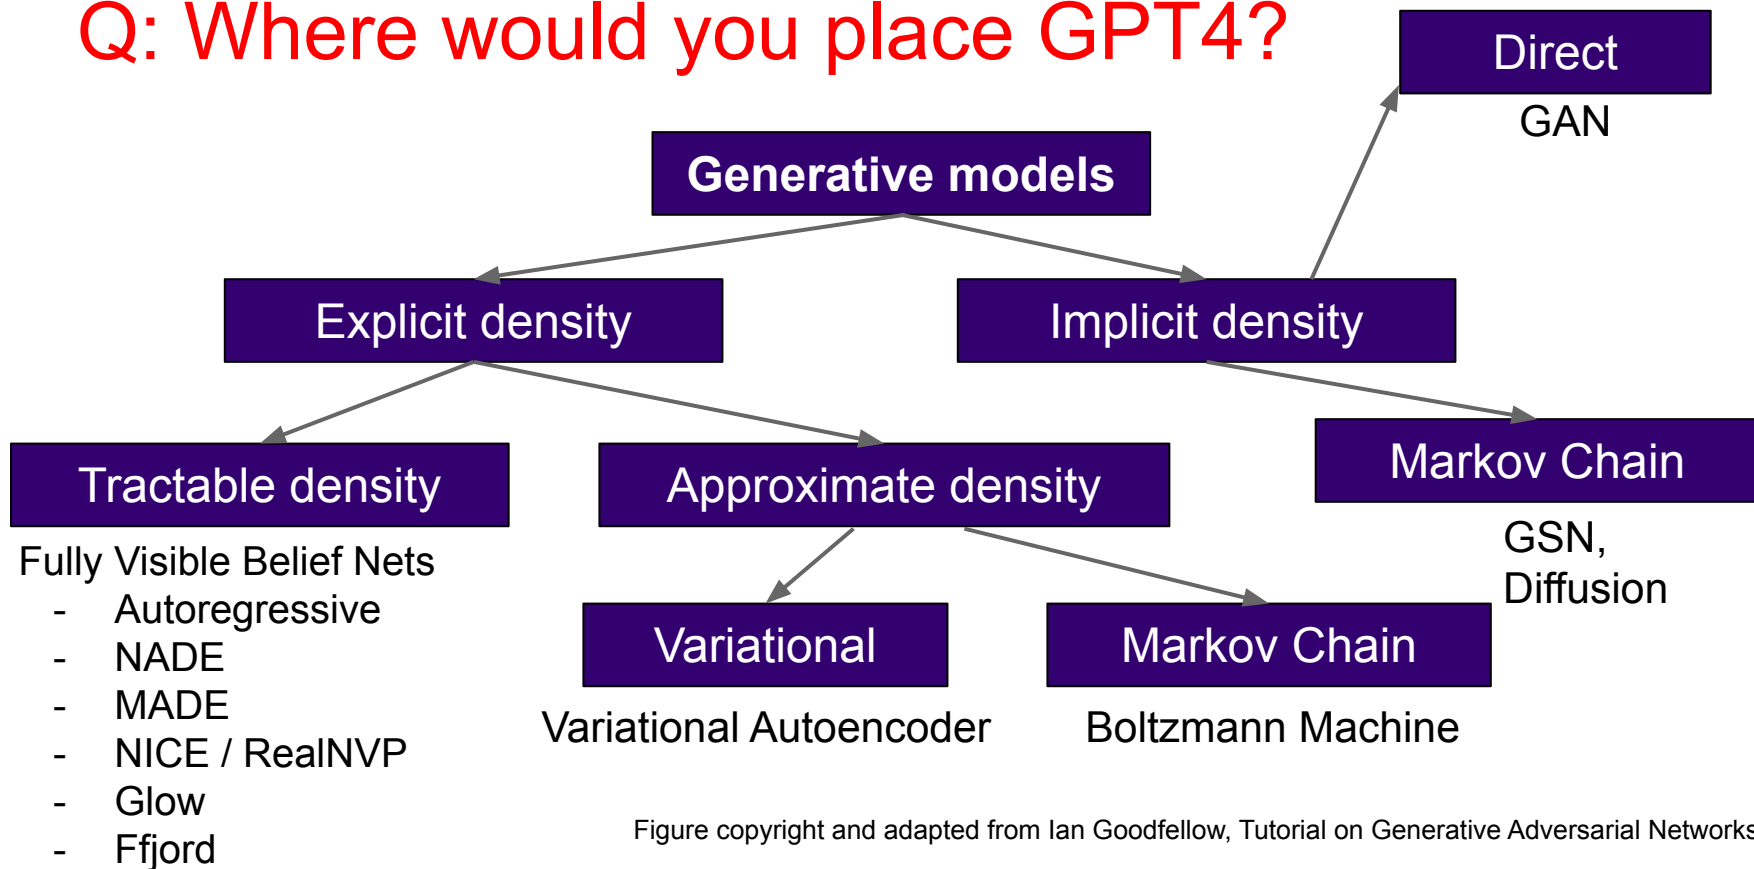 Q: Where would you place GPT4?
Direct
GAN
Generative models
Explicit density
Implicit density
Tractable density
Approximate density
Markov Chain
GSN,
Diffusion
Fully Visible Belief Nets
- Autoregressive
- NADE
- MADE
- NICE / RealNVP
- Glow
- Ffjord
Variational
Markov Chain
Variational Autoencoder
Boltzmann Machine
Figure copyright and adapted from Ian Goodfellow, Tutorial on Generative Adversarial Networks